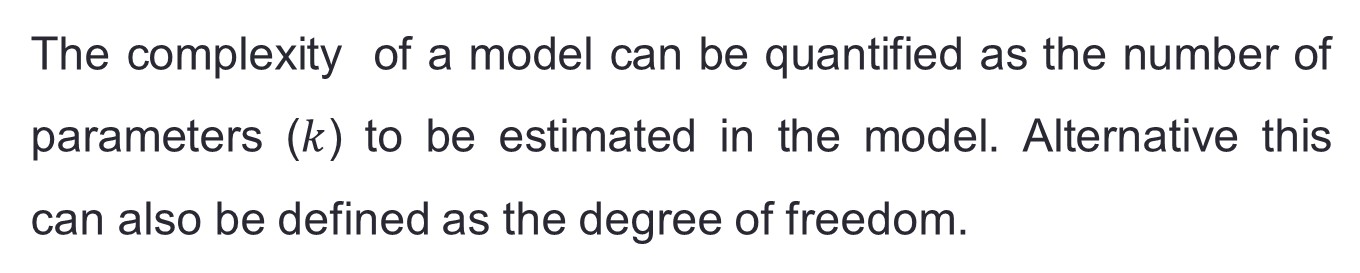 The complexity of a model can be quantified as the number of
parameters (k) to be estimated in the model. Alternative this
can also be defined as the degree of freedom.